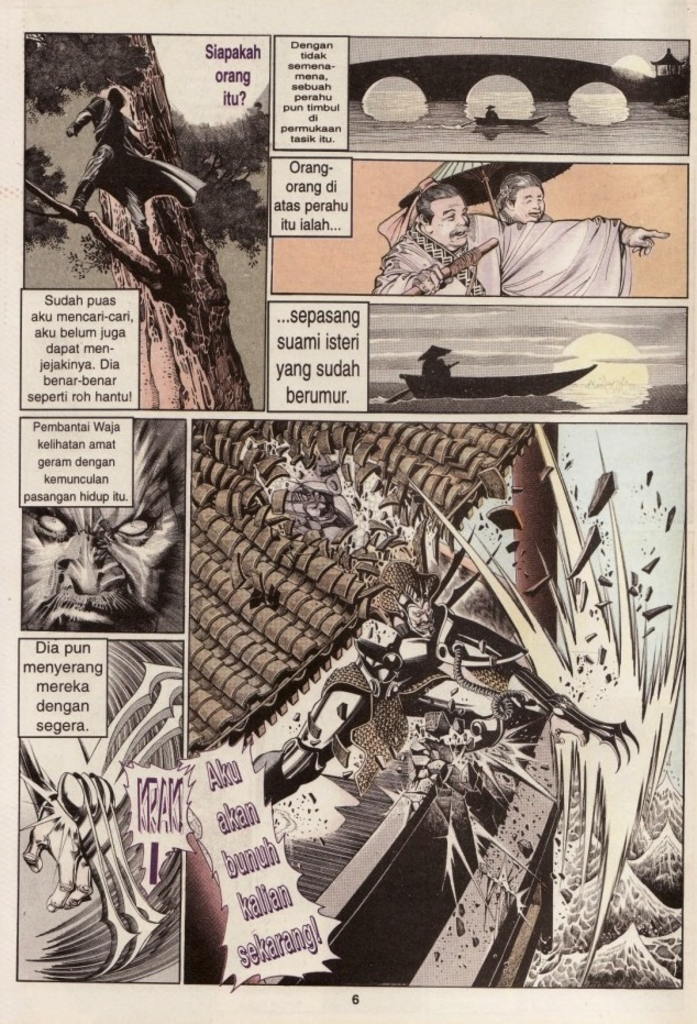 Siapakah
orang
itu?
Sudah puas
aku mencari-cari,
aku belum juga
dapat men-
jejakinya. Dia
benar-benar
seperti roh hantu!
Dengan
tidak
semena-
mena,
sebuah
perahu
pun timbul
di
permukaan
tasik itu.
Orang-
orang di
atas perahu
itu ialah...
...sepasang
suami isteri
yang sudah
berumur.
Pembantai Waja
kelihatan amat
geram dengan
kemunculan
pasangan hidup itu.
Dia pun
menyerang
mereka
dengan
segera.
KRAK
!
Aku
akan
bunuh
kalian
sekarang!
6